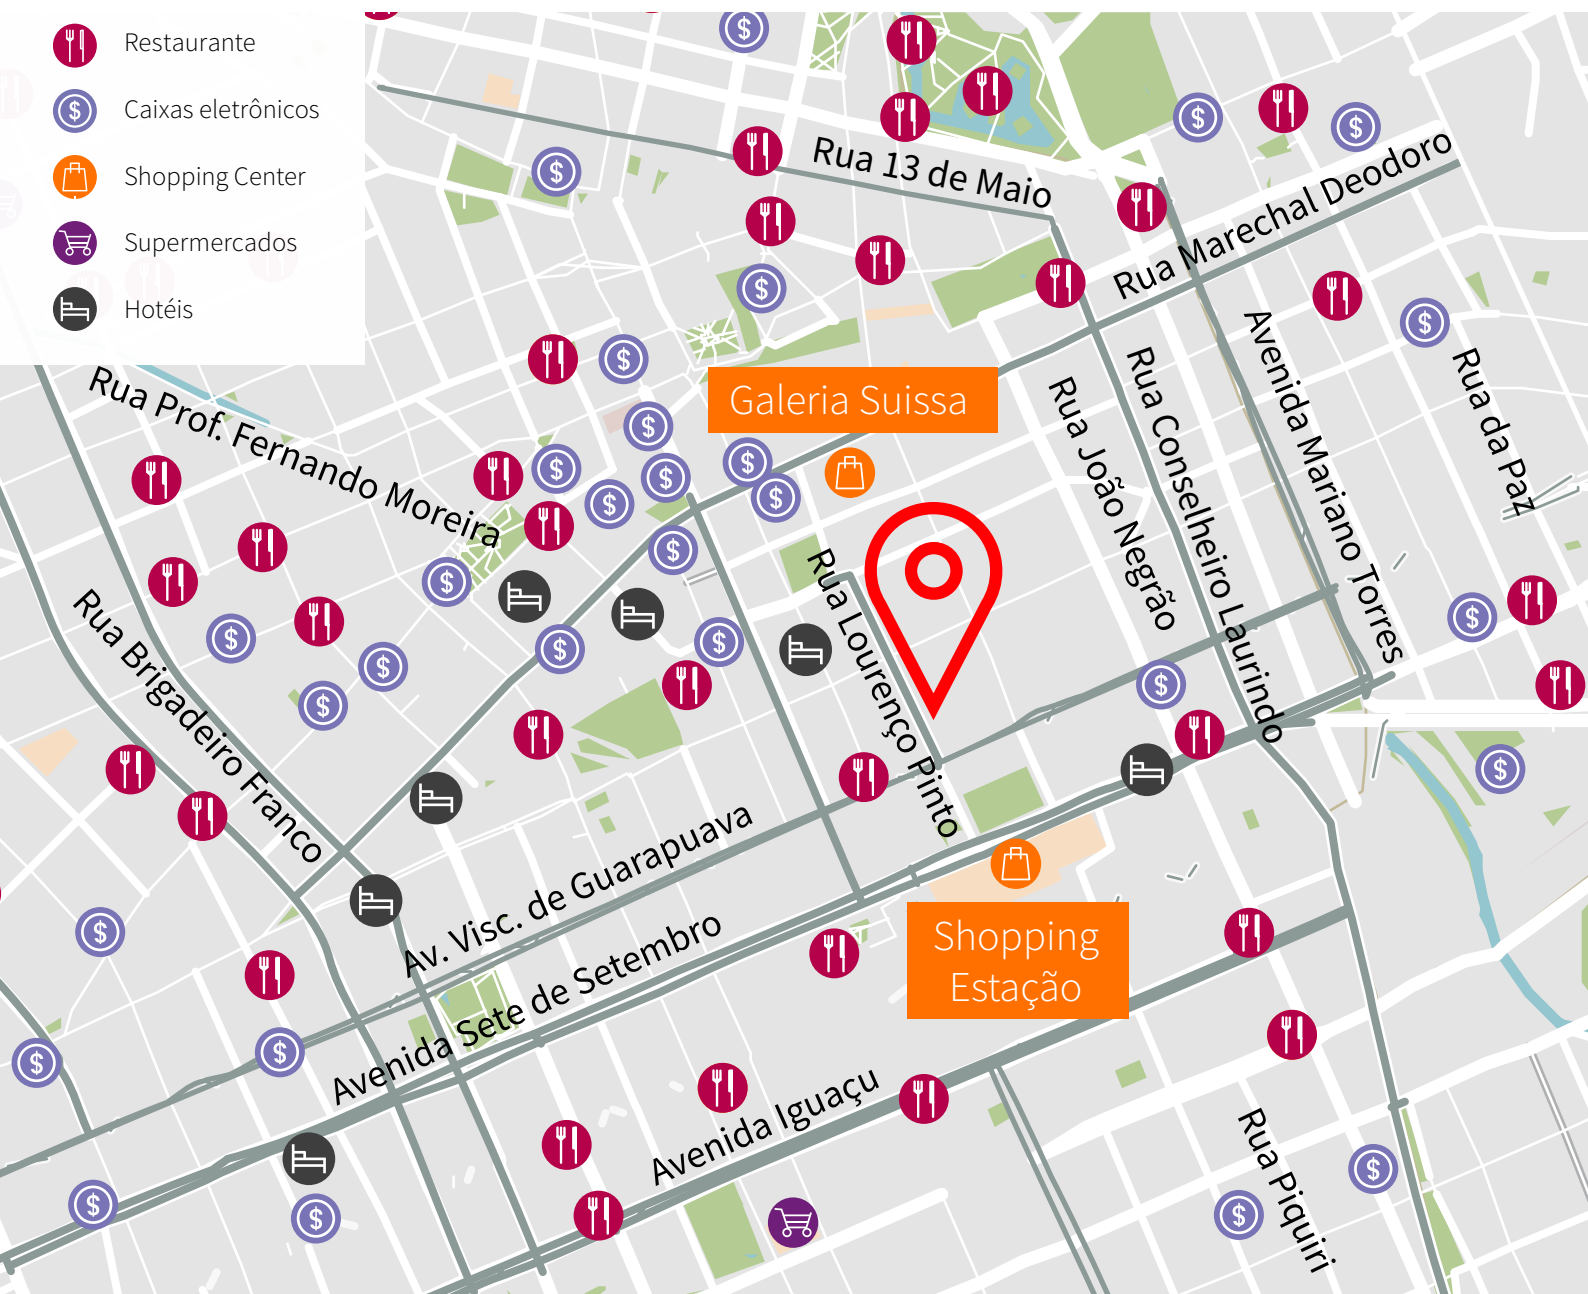 Restaurante
Caixas eletrônicos
Shopping Center
Supermercados
Hotéis
Rua 13 de Maio
Rua Marechal Deodoro
Rua Prof. Fernando Moreira
Galeria Suissa
Rua João Negrão
Rua Conselheiro Laurindo
Avenida Mariano Torres
Rua da Paz
Rua Brigadeiro Franco
Rua Lourenço Pinto
Av. Visc. de Guarapuava
Avenida Sete de Setembro
Shopping
Estação
Avenida Iguaçu
Rua Piquiri